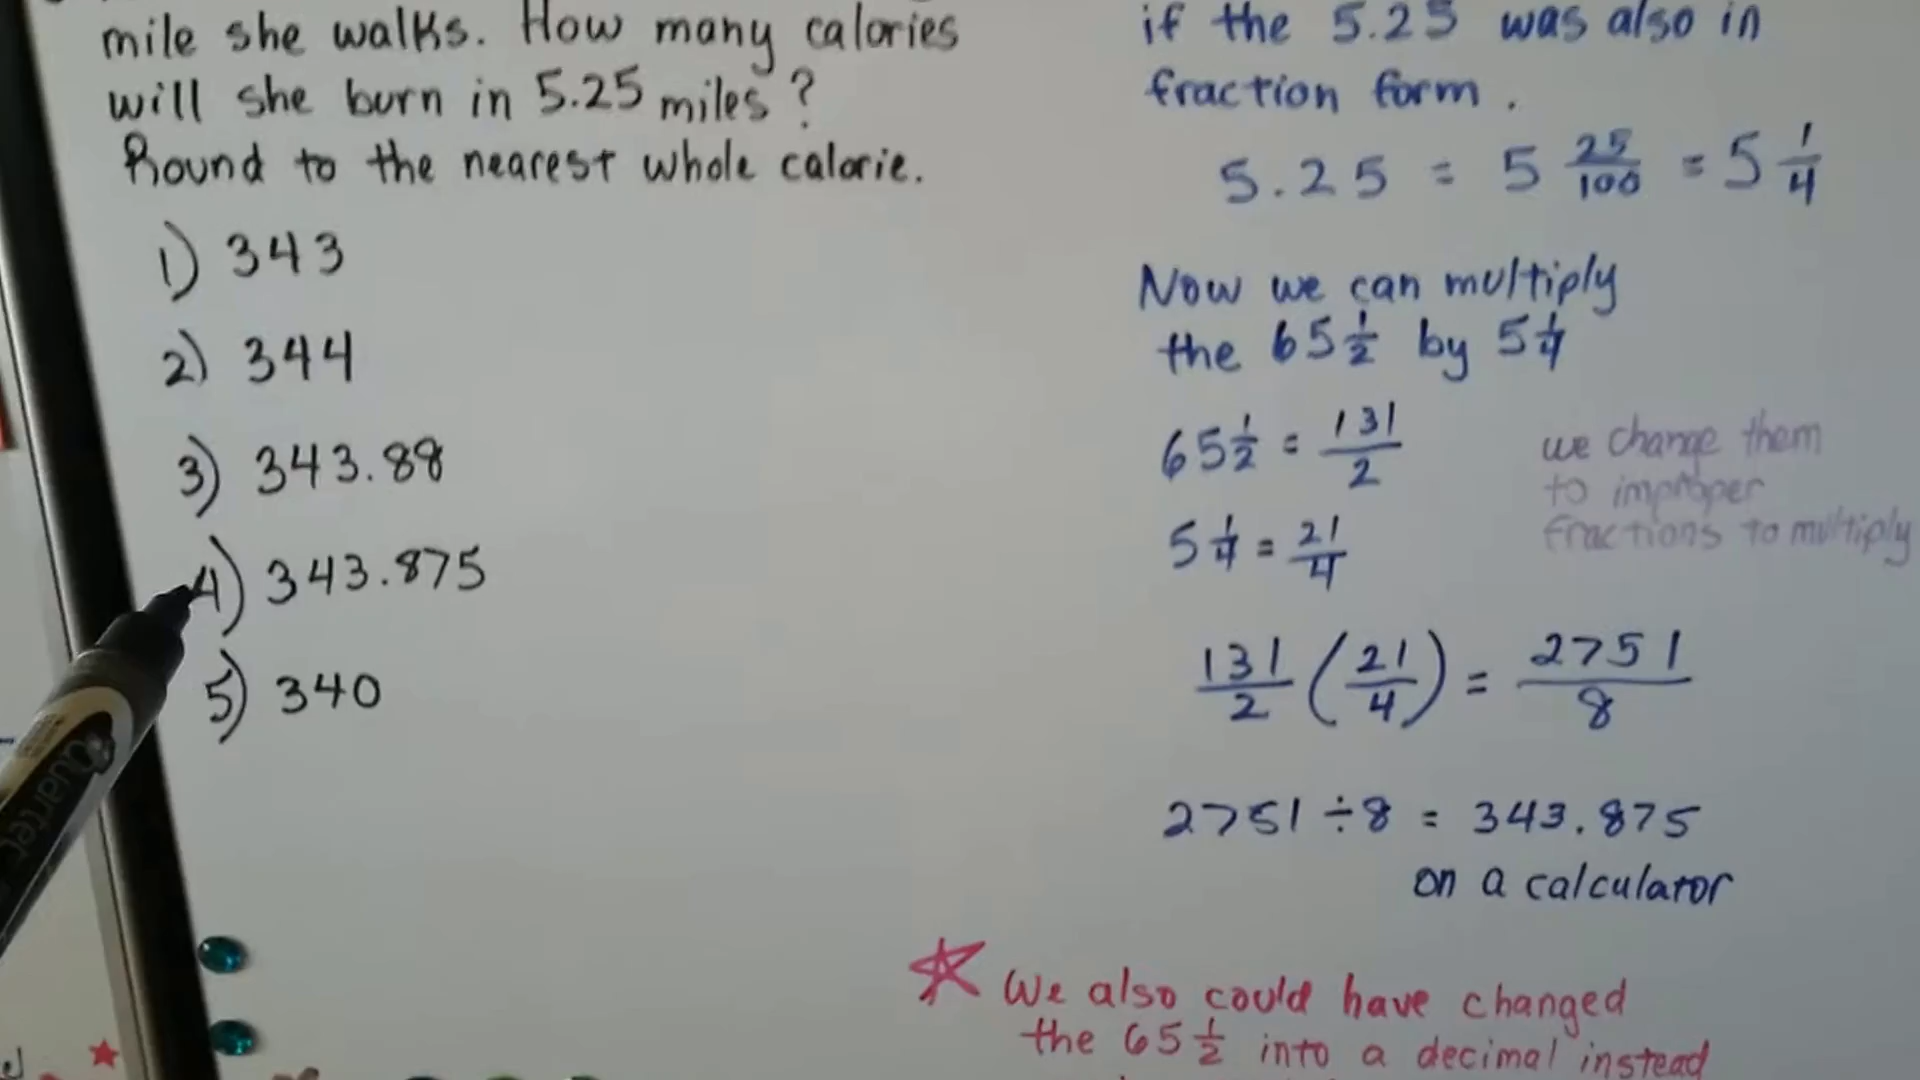 mile she walks. How many calories
will she burn in 5.25 miles?
Round to the nearest whole calorie.
1) 343
2) 344
3) 343.88
4) 343.875
5) 340
if the 5.25 was also in
fraction form.
5.25 = 5 25/100 = 5 1/4
Now we can multiply
the 65 1/2 by 5 1/4
65 1/2 = 131/2
we change them
to improper
fractions to multiply
5 1/4 = 21/4
131/2 (21/4) = 2751/8
2751 ÷ 8 = 343.875
on a calculator
We also could have changed
the 65 1/2 into a decimal instead
Quartet